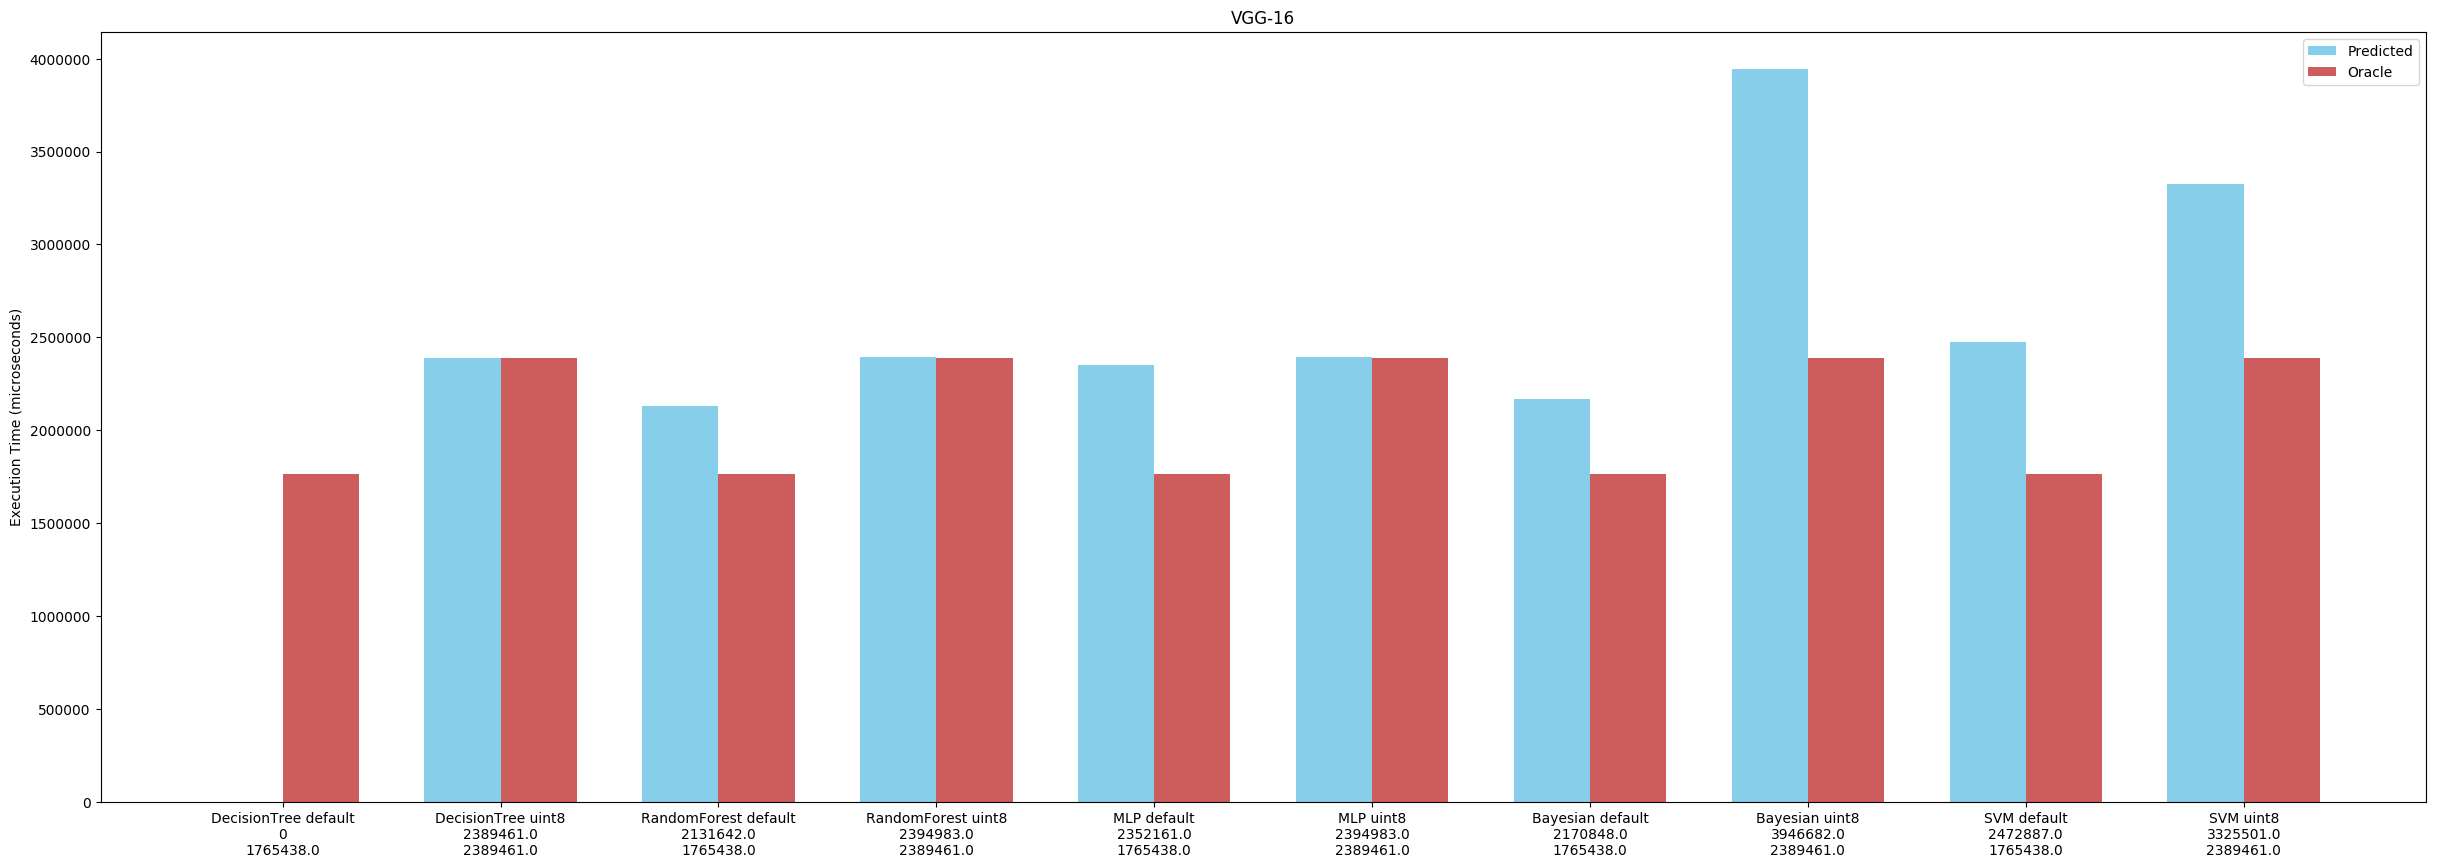 VGG-16
Predicted
Oracle
Execution Time (microseconds)
4000000
3500000
3000000
2500000
2000000
1500000
1000000
500000
0
DecisionTree default
0
1765438.0
DecisionTree uint8
2389461.0
2389461.0
RandomForest default
2131642.0
1765438.0
RandomForest uint8
2394983.0
2389461.0
MLP default
2352161.0
1765438.0
MLP uint8
2394983.0
2389461.0
Bayesian default
2170848.0
1765438.0
Bayesian uint8
3946682.0
2389461.0
SVM default
2472887.0
1765438.0
SVM uint8
3325501.0
2389461.0